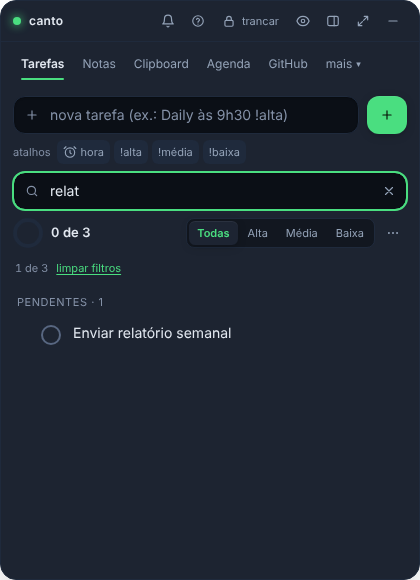 canto
trancar
Tarefas Notas Clipboard Agenda GitHub mais ▾
+ nova tarefa (ex.: Daily às 9h30 !alta) +
atalhos hora !alta !média !baixa
relat
0 de 3 Todas Alta Média Baixa ···
1 de 3 limpar filtros
PENDENTES · 1
Enviar relatório semanal